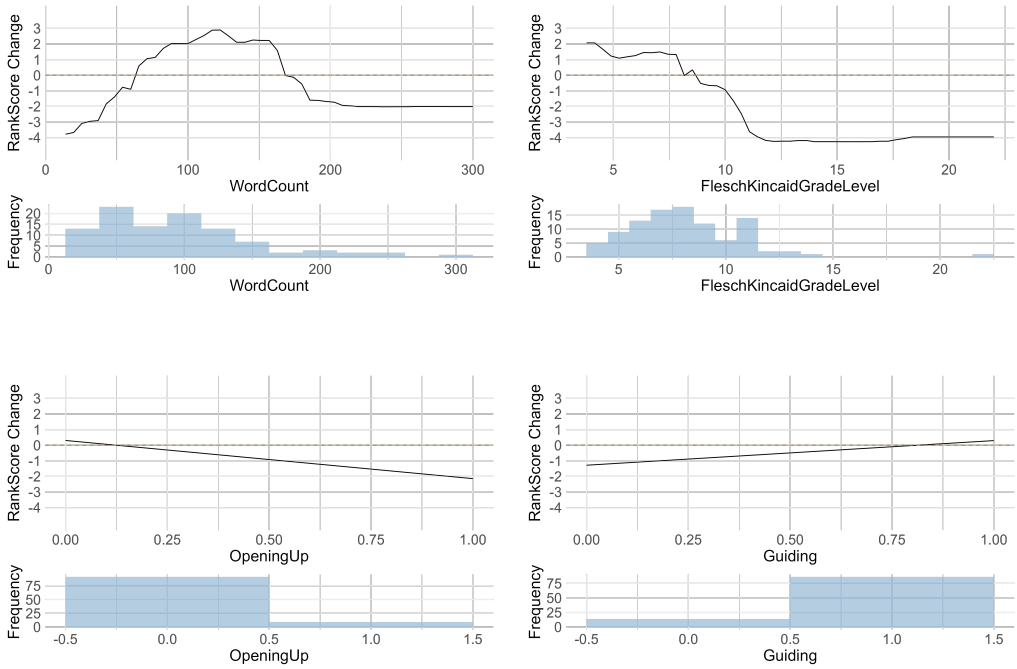 RankScore Change
3
2
1
0
-1
-2
-3
-4
0 100 200 300
WordCount
Frequency
20
15
10
5
0
0 100 200 300
WordCount
RankScore Change
3
2
1
0
-1
-2
-3
-4
5 10 15 20
FleschKincaidGradeLevel
Frequency
15
10
5
0
5 10 15 20
FleschKincaidGradeLevel
RankScore Change
3
2
1
0
-1
-2
-3
-4
0.00 0.25 0.50 0.75 1.00
OpeningUp
Frequency
75
50
25
0
-0.5 0.0 0.5 1.0 1.5
OpeningUp
RankScore Change
3
2
1
0
-1
-2
-3
-4
0.00 0.25 0.50 0.75 1.00
Guiding
Frequency
75
50
25
0
-0.5 0.0 0.5 1.0 1.5
Guiding